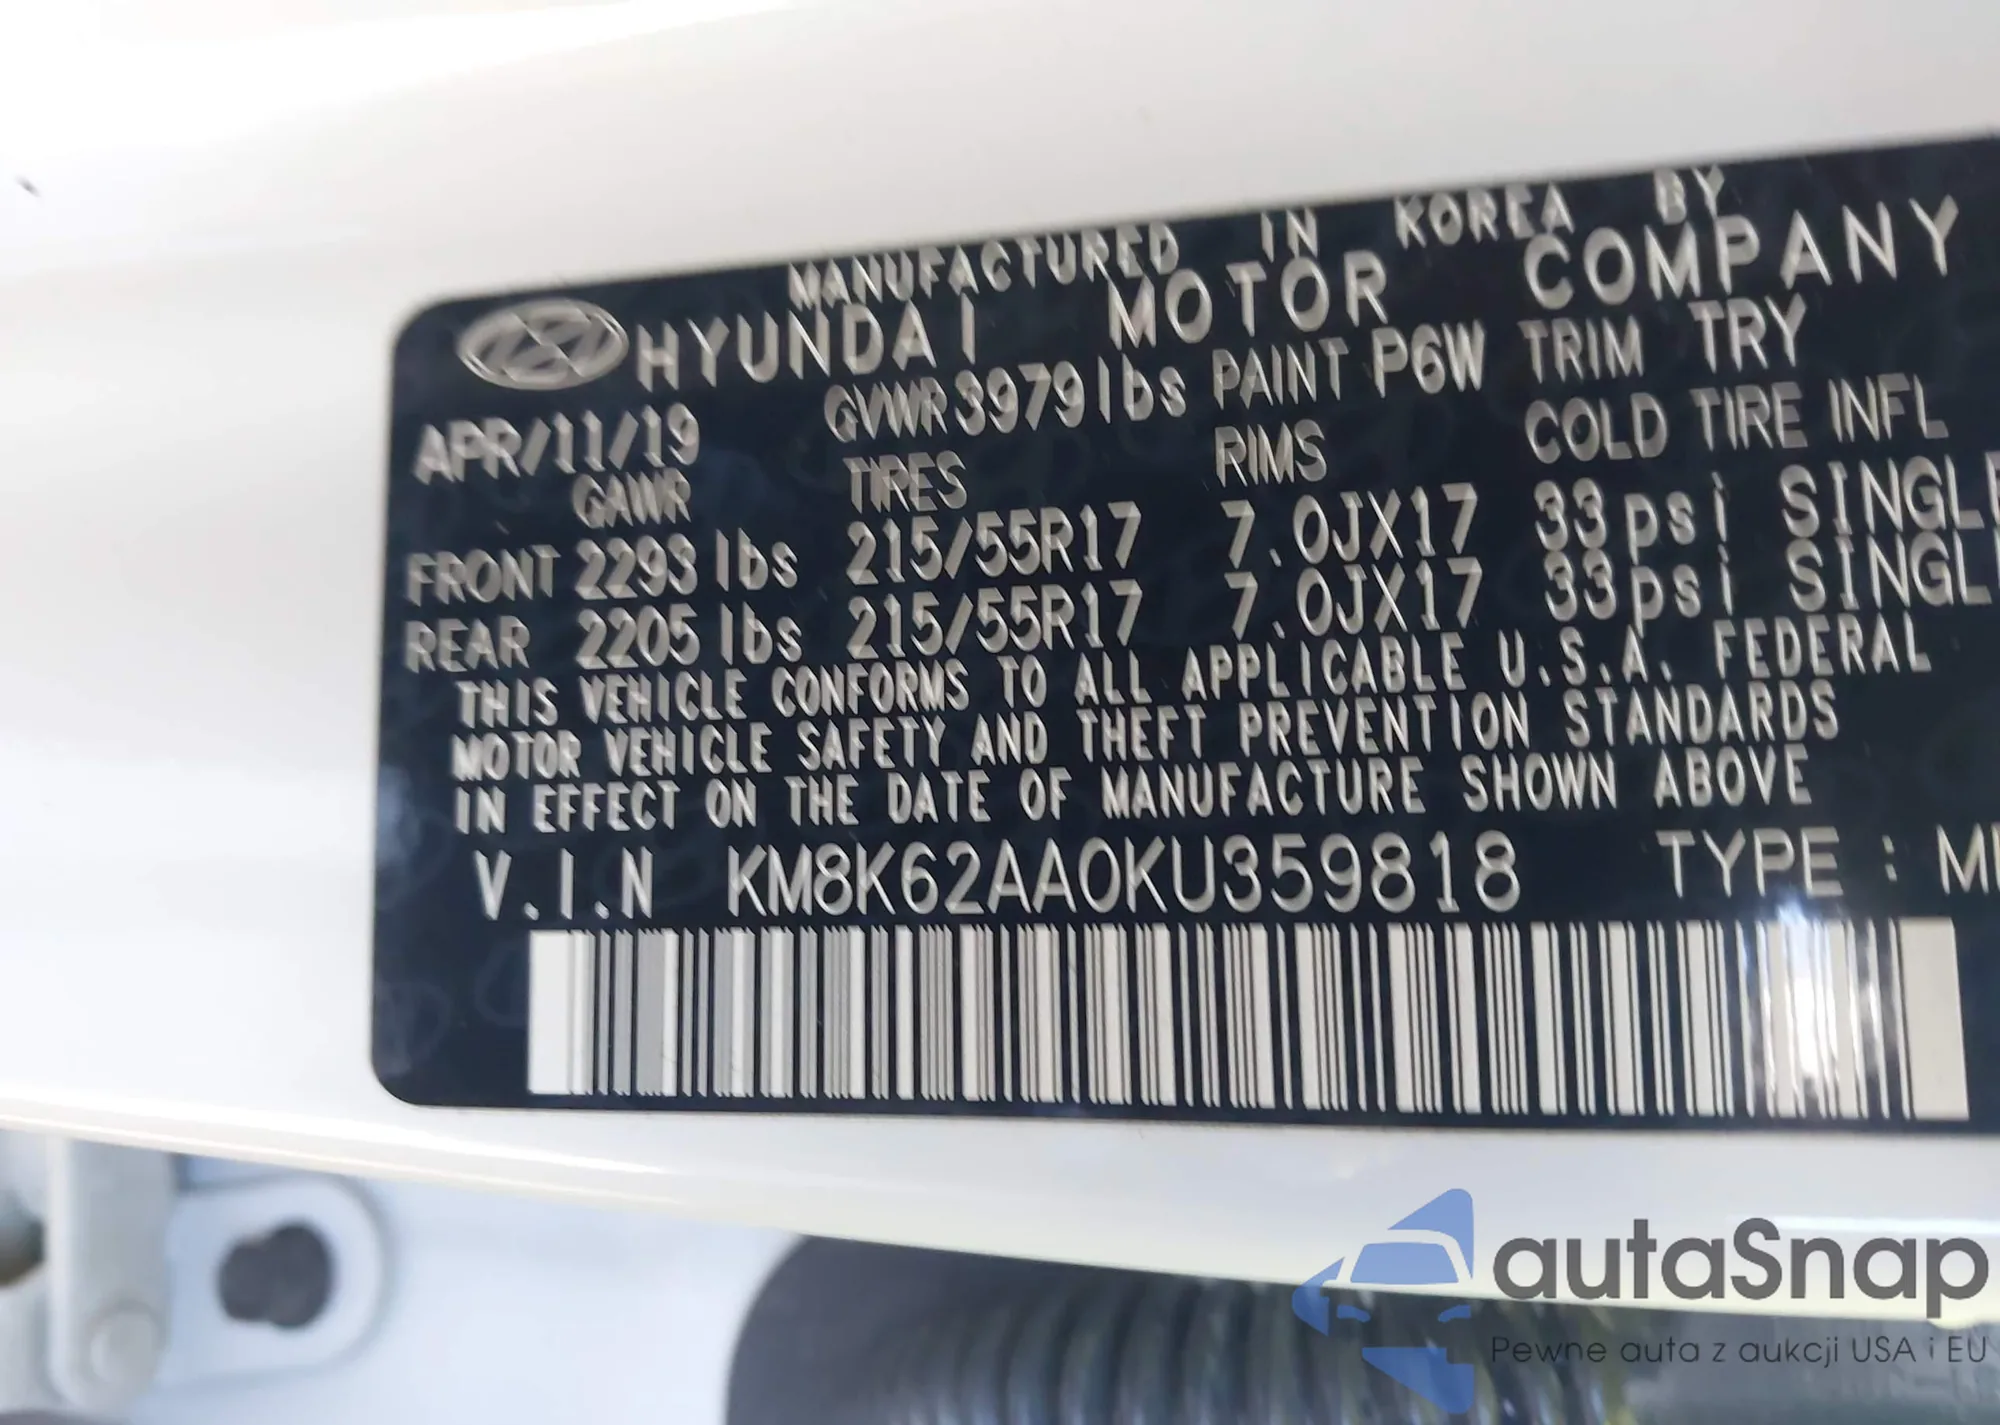 MANUFACTURED IN KOREA BY
HYUNDAI MOTOR COMPANY
APR/11/19 GVWR 3979lbs PAINT P6W TRIM TRY
GAWR TIRES RIMS COLD TIRE INFL
FRONT 2293 lbs 215/55R17 7.0JX17 33psi SINGLE
REAR 2205 lbs 215/55R17 7.0JX17 33psi SINGL
THIS VEHICLE CONFORMS TO ALL APPLICABLE U.S.A. FEDERAL
MOTOR VEHICLE SAFETY AND THEFT PREVENTION STANDARDS
IN EFFECT ON THE DATE OF MANUFACTURE SHOWN ABOVE
V.I.N KM8K62AA0KU359818 TYPE : M
autaSnap
Pewne auta z aukcji USA i EU